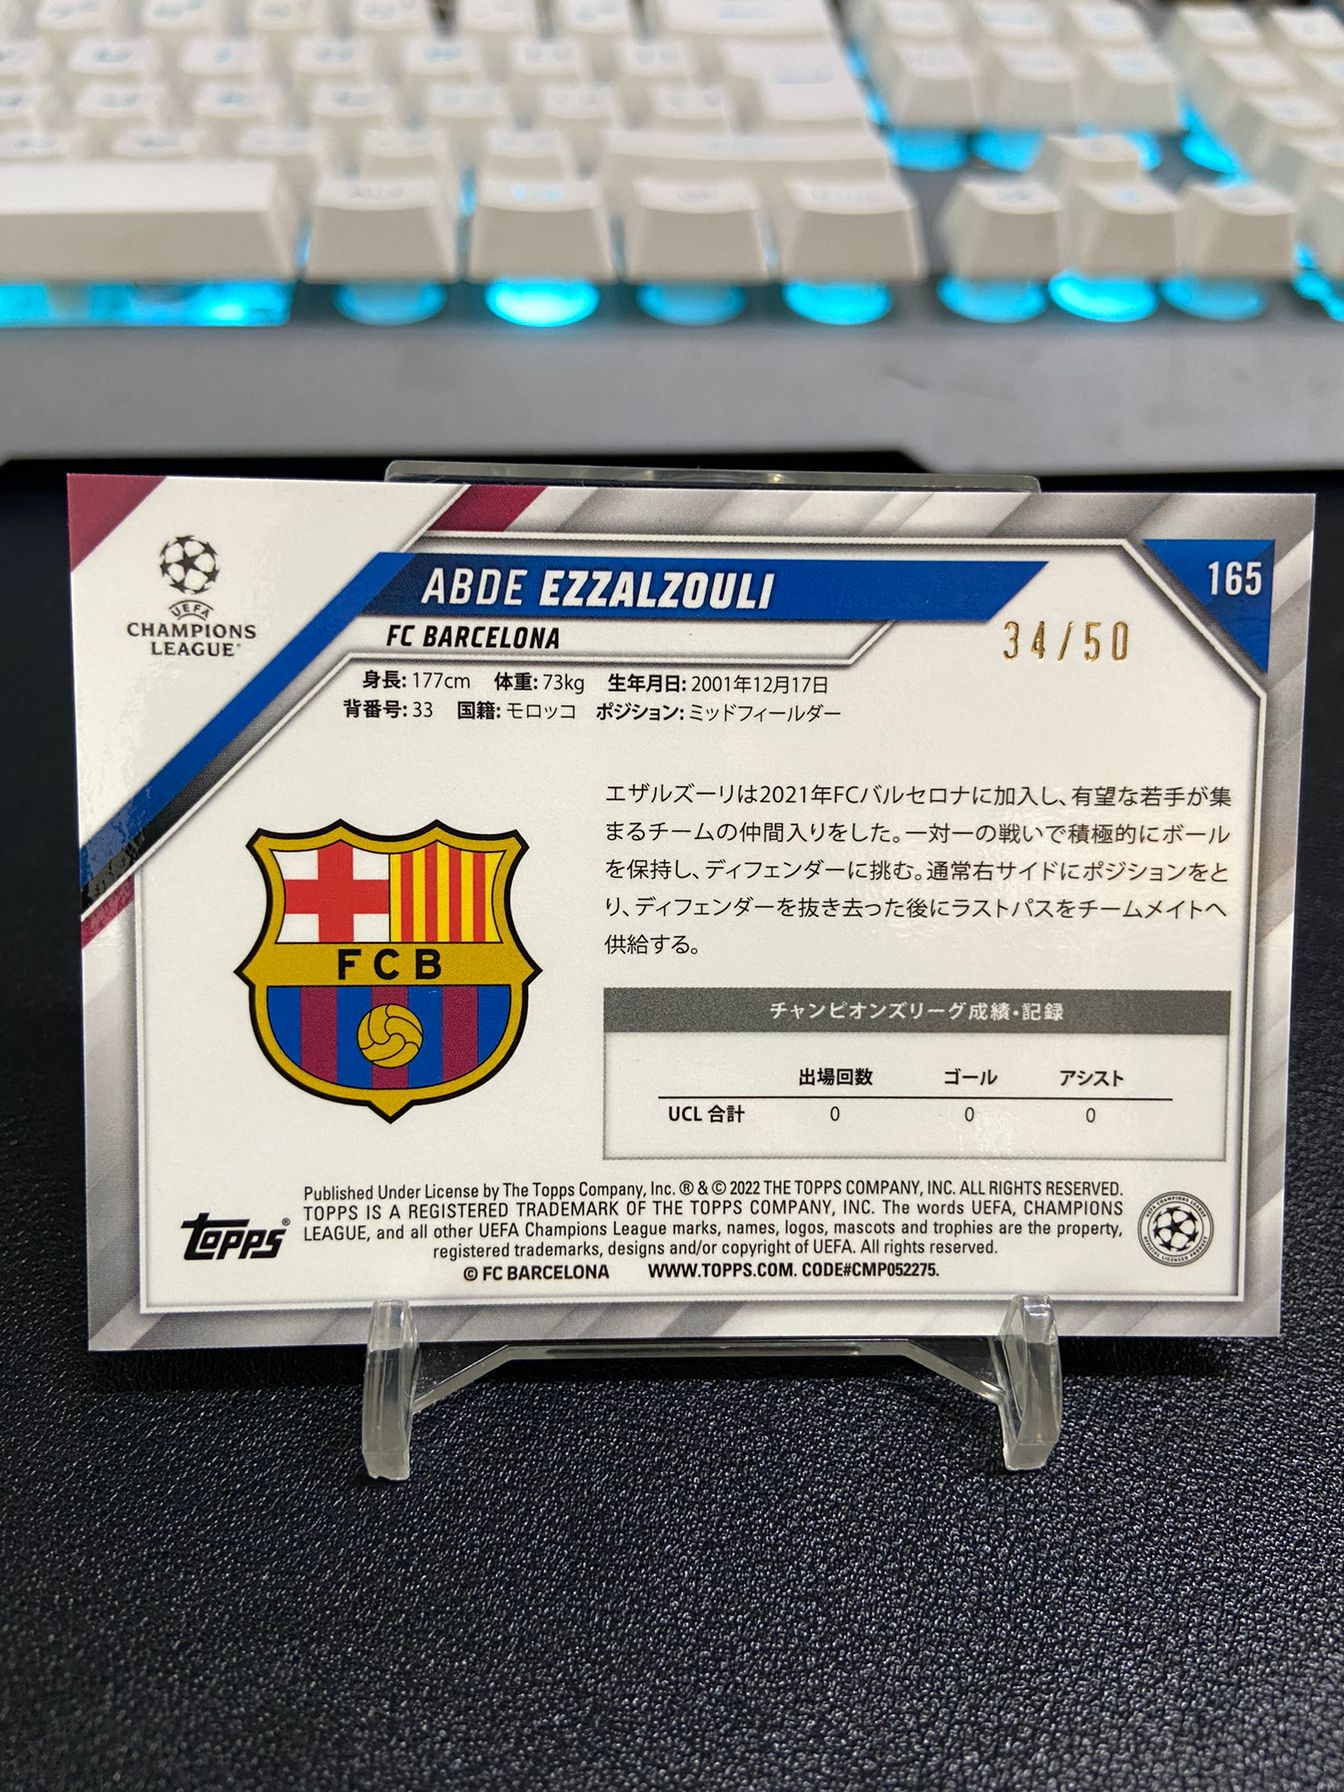 UEFA
CHAMPIONS
LEAGUE
ABDE EZZALZOULI
165
FC BARCELONA
34/50
身長: 177cm 体重: 73kg 生年月日: 2001年12月17日
背番号: 33 国籍: モロッコ ポジション: ミッドフィールダー
エザルズーリは2021年FCバルセロナに加入し、有望な若手が集
まるチームの仲間入りをした。一対一の戦いで積極的にボール
を保持し、ディフェンダーに挑む。通常右サイドにポジションをと
り、ディフェンダーを抜き去った後にラストパスをチームメイトへ
供給する。
FCB
チャンピオンズリーグ成績・記録
出場回数 ゴール アシスト
UCL 合計 0 0 0
Published Under License by The Topps Company, Inc. ® & © 2022 THE TOPPS COMPANY, INC. ALL RIGHTS RESERVED.
TOPPS IS A REGISTERED TRADEMARK OF THE TOPPS COMPANY, INC. The words UEFA, CHAMPIONS
LEAGUE, and all other UEFA Champions League marks, names, logos, mascots and trophies are the property,
registered trademarks, designs and/or copyright of UEFA. All rights reserved.
© FC BARCELONA WWW.TOPPS.COM. CODE#CMP052275.
topps®